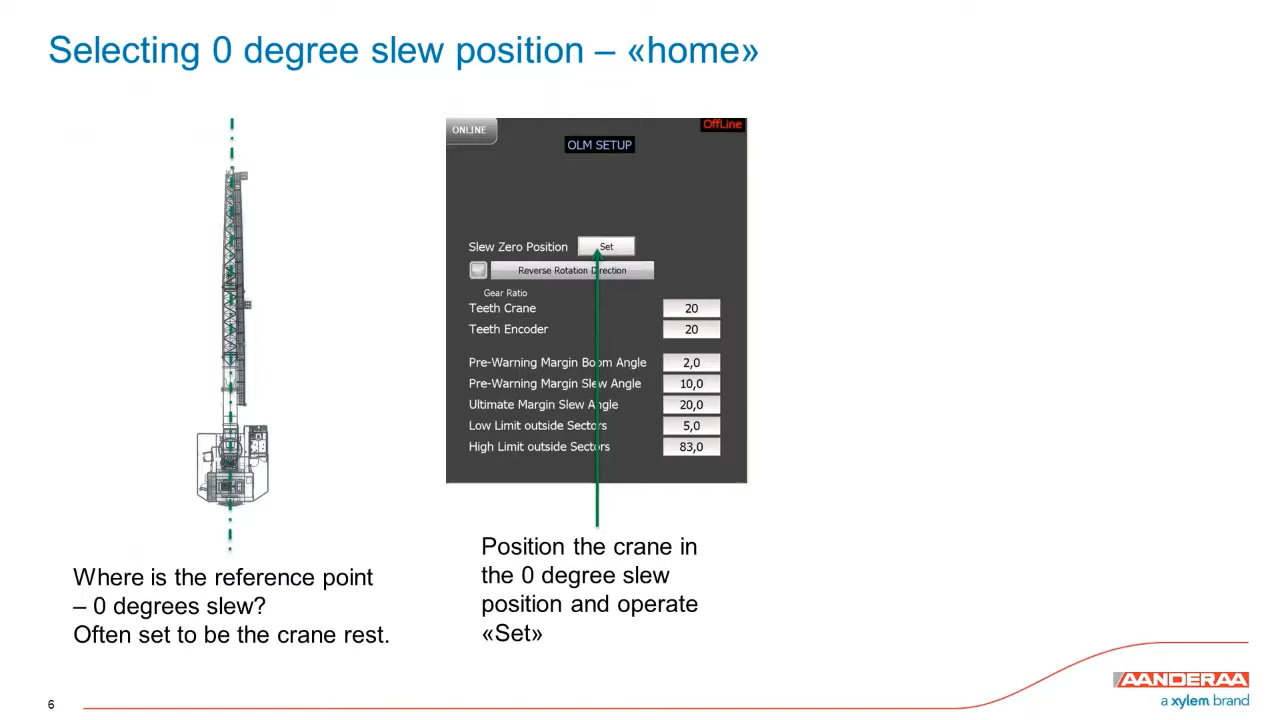 Selecting 0 degree slew position – «home»
ONLINE
OffLine
OLM SETUP
Slew Zero Position
Set
Reverse Rotation Direction
Gear Ratio
Teeth Crane
20
Teeth Encoder
20
Pre-Warning Margin Boom Angle
2,0
Pre-Warning Margin Slew Angle
10,0
Ultimate Margin Slew Angle
20,0
Low Limit outside Sectors
5,0
High Limit outside Sectors
83,0
Where is the reference point
– 0 degrees slew?
Often set to be the crane rest.
Position the crane in
the 0 degree slew
position and operate
«Set»
6
AANDERAA
a xylem brand